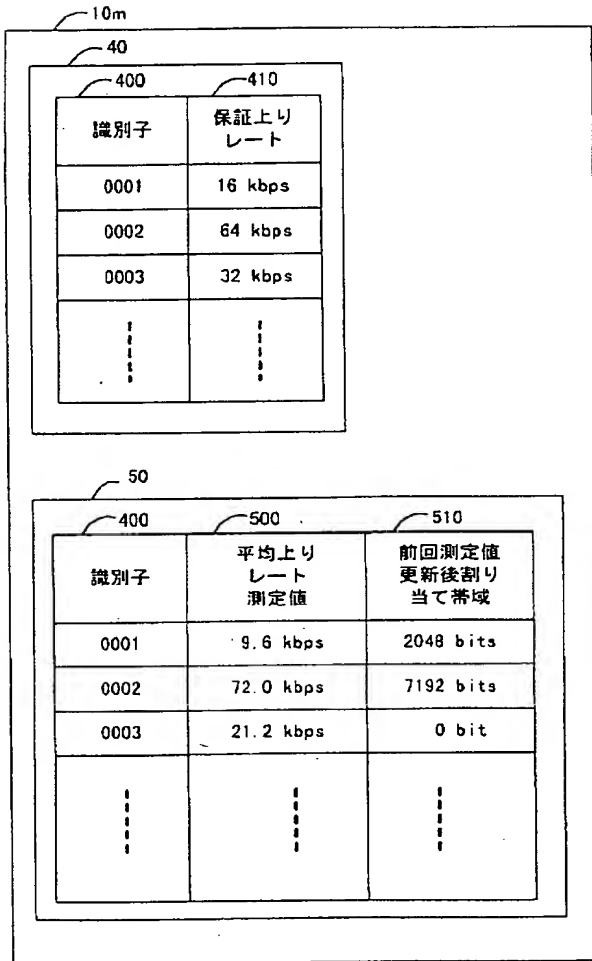 10m
40
400
410
識別子
保証上り
レート
0001
16 kbps
0002
64 kbps
0003
32 kbps
50
400
500
510
識別子
平均上り
レート
測定値
前回測定値
更新後割り
当て帯域
0001
9.6 kbps
2048 bits
0002
72.0 kbps
7192 bits
0003
21.2 kbps
0 bit